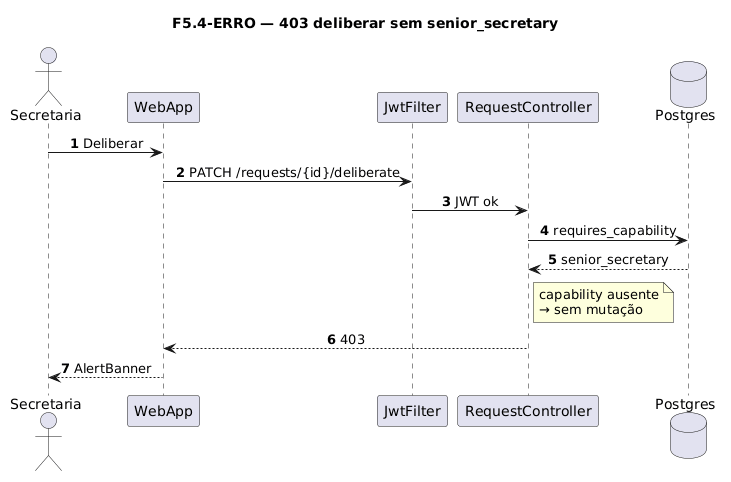 F5.4-ERRO — 403 deliberar sem senior_secretary
Secretaria
WebApp
JwtFilter
RequestController
Postgres
1 Deliberar
2 PATCH /requests/{id}/deliberate
3 JWT ok
4 requires_capability
5 senior_secretary
capability ausente
→ sem mutação
6 403
7 AlertBanner
Secretaria
WebApp
JwtFilter
RequestController
Postgres